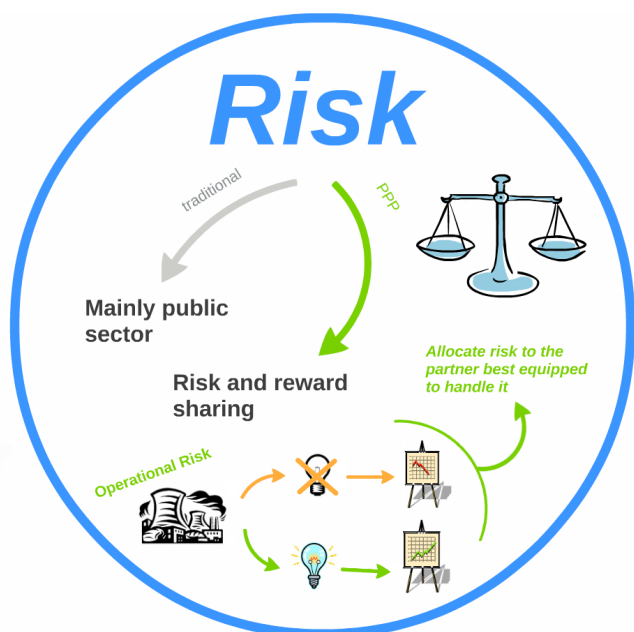 Risk
traditional
PPP
Mainly public
sector
Allocate risk to the
partner best equipped
to handle it
Risk and reward
sharing
Operational Risk